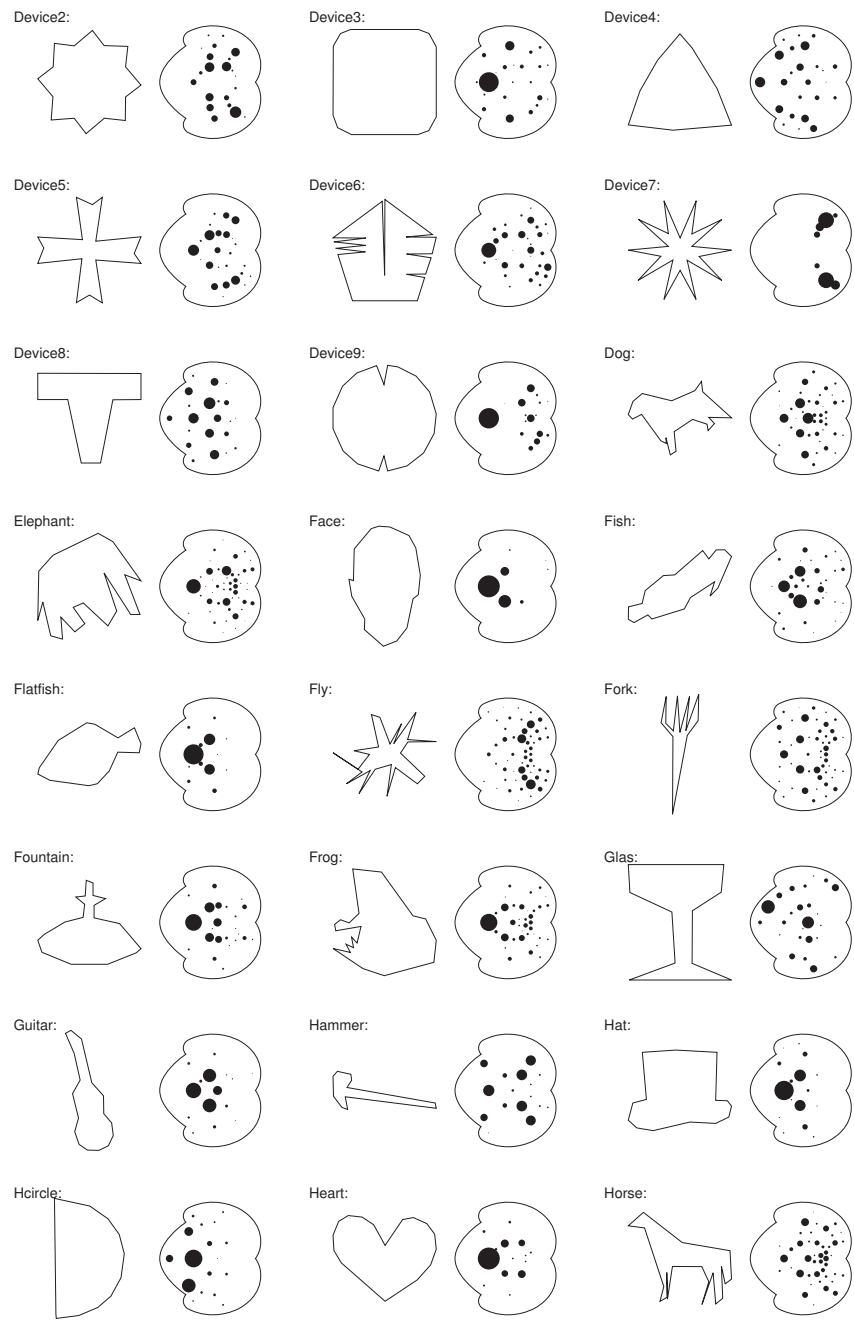 Device2:
Device3:
Device4:
Device5:
Device6:
Device7:
Device8:
Device9:
Dog:
Elephant:
Face:
Fish:
Flatfish:
Fly:
Fork:
Fountain:
Frog:
Glas:
Guitar:
Hammer:
Hat:
Hcircle:
Heart:
Horse: